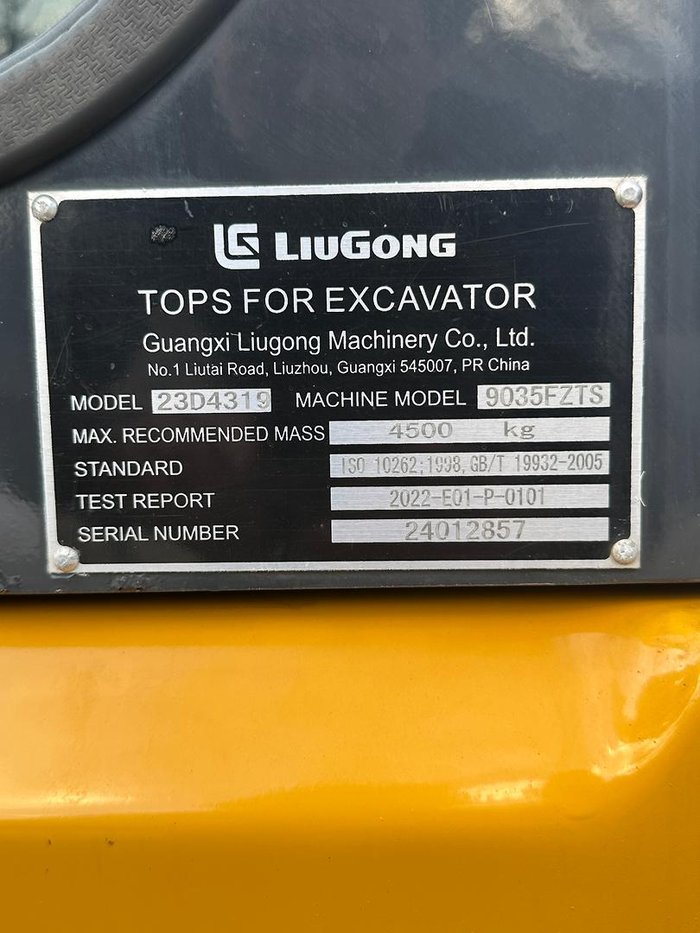 LG LIUGONG
TOPS FOR EXCAVATOR
Guangxi Liugong Machinery Co., Ltd.
No.1 Liutai Road, Liuzhou, Guangxi 545007, PR China
MODEL 23D4319 MACHINE MODEL 9035FZTS
MAX. RECOMMENDED MASS 4500 kg
STANDARD ISO 10262;1998, GB/T 19932-2005
TEST REPORT 2022-E01-P-0101
SERIAL NUMBER 24012857